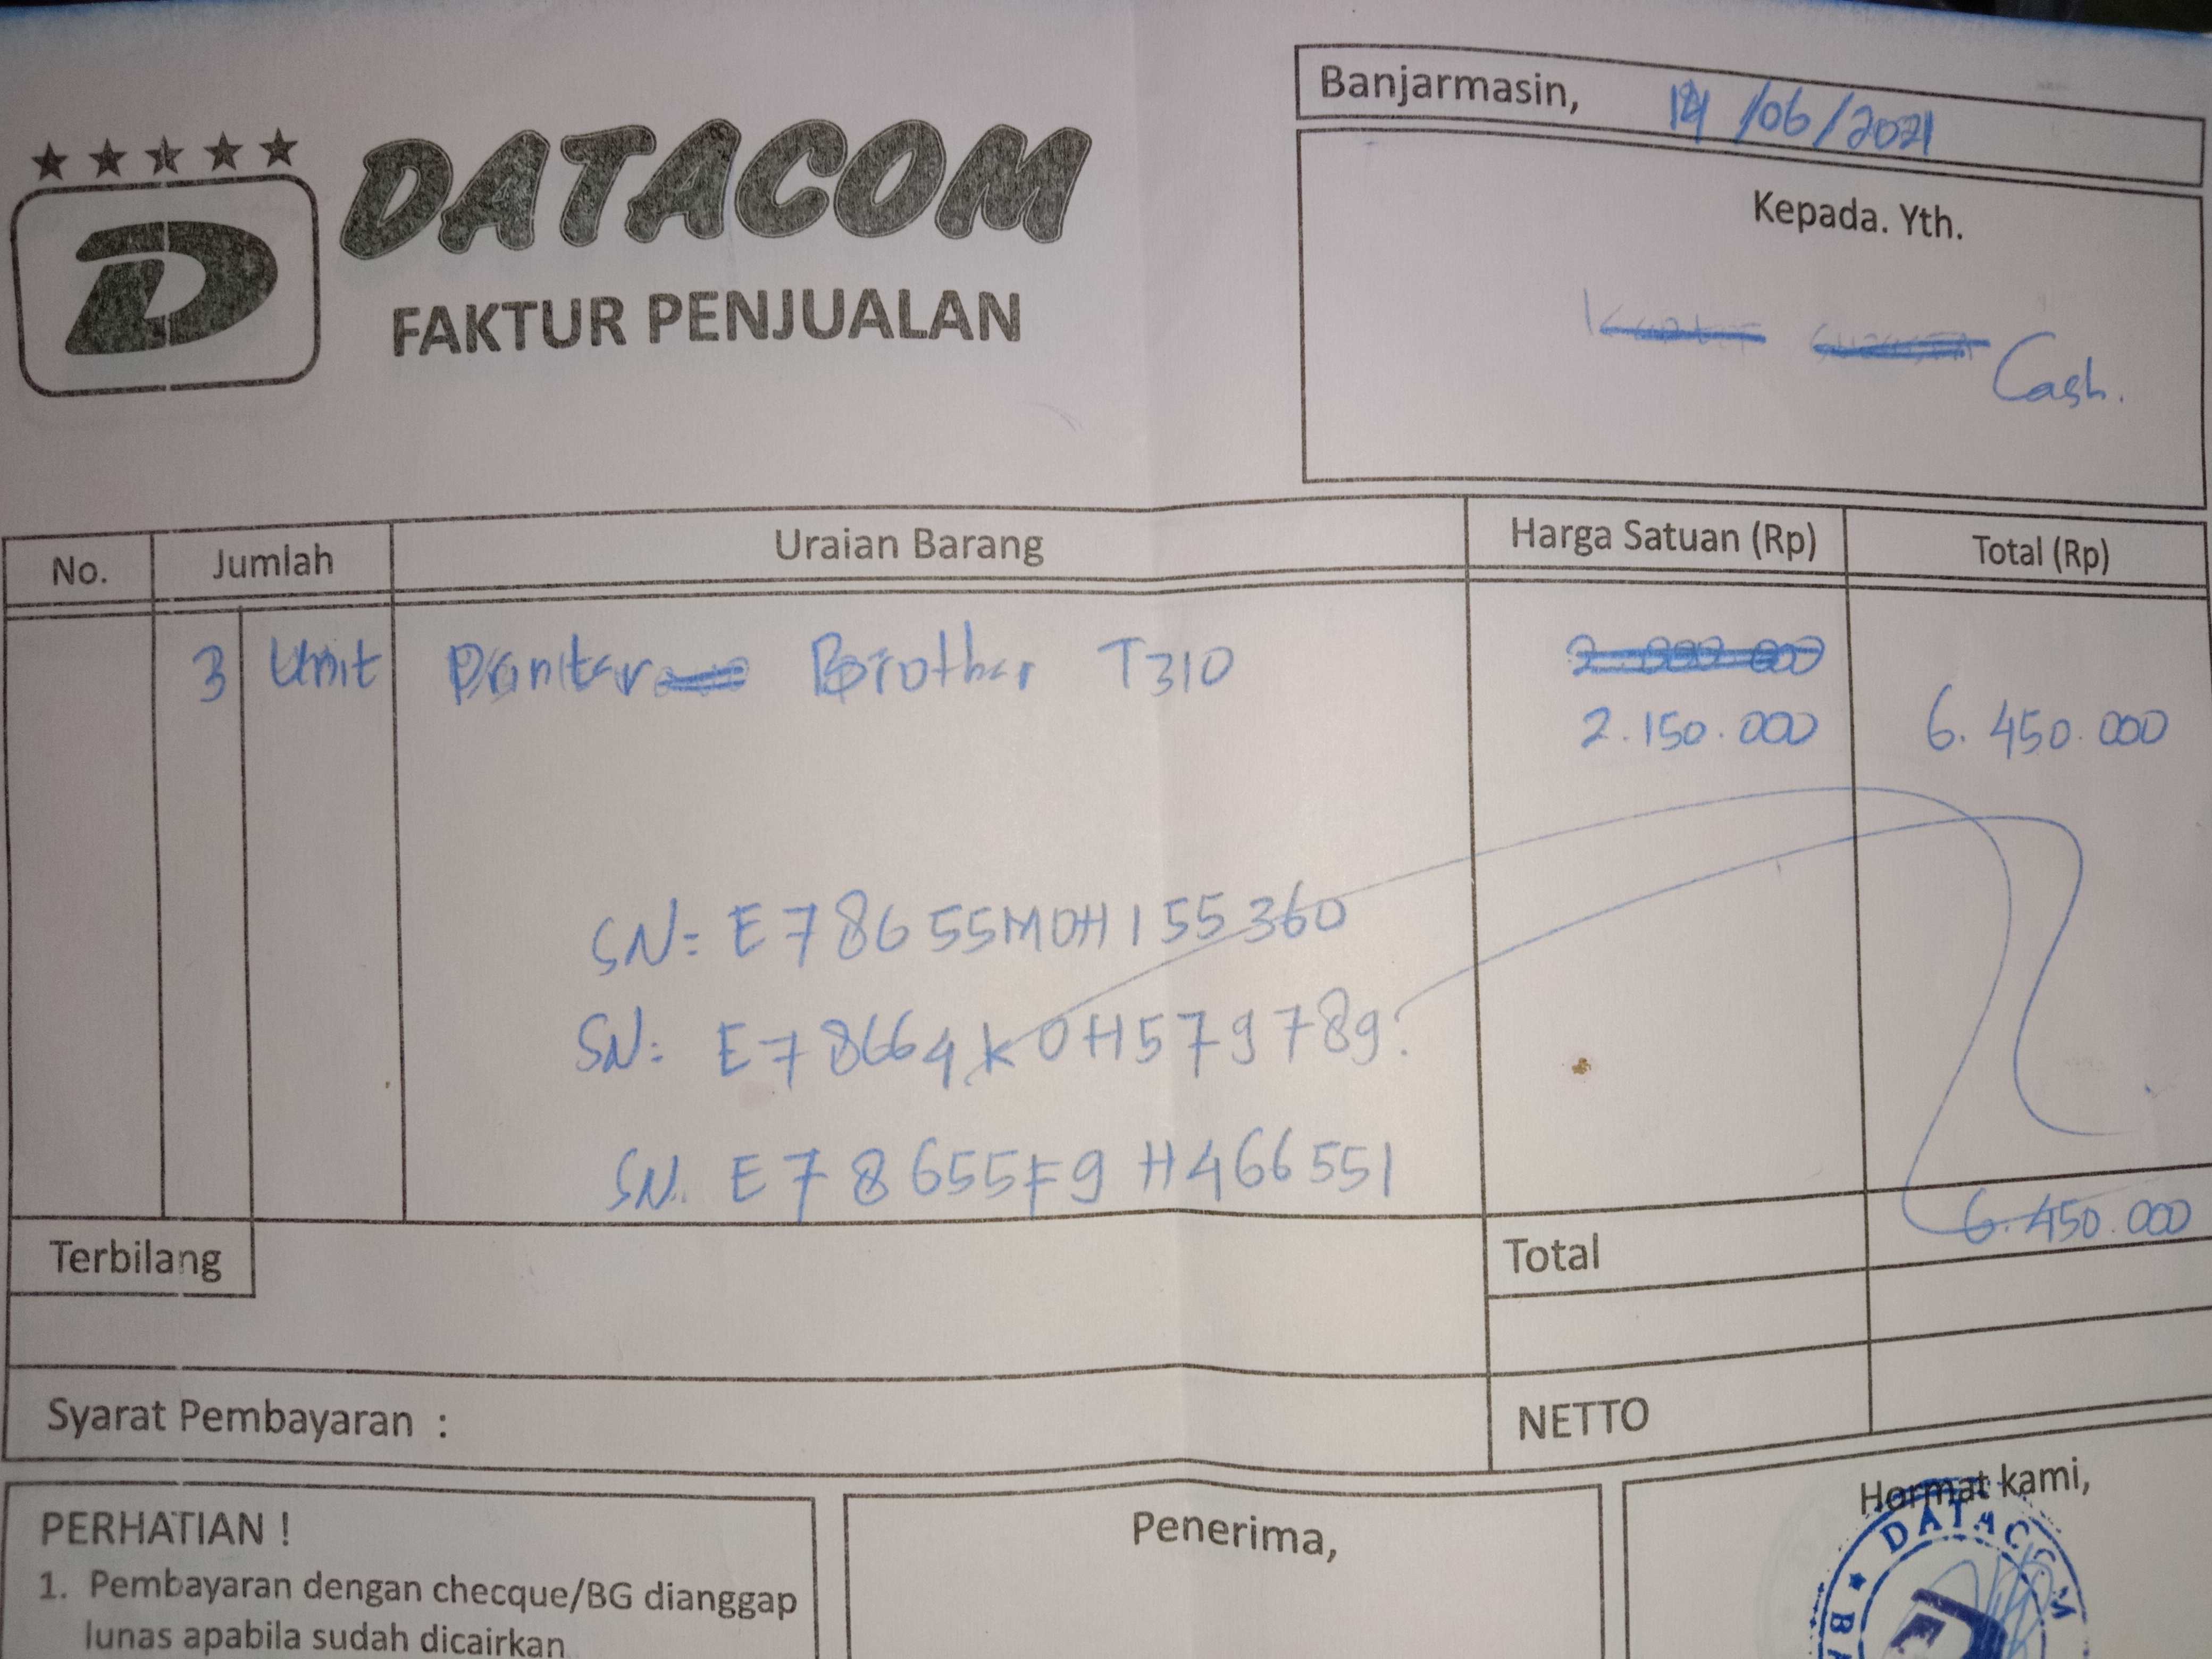 DATACOM
FAKTUR PENJUALAN
Banjarmasin, 14/06/2021
Kepada. Yth.
Cash.
No. Jumlah Uraian Barang Harga Satuan (Rp) Total (Rp)
3 Unit Printer Brother T310
2.150.000 6.450.000
SN= E78655M0H155360
SN: E78664K0H579789
SN. E78655F9H466551
Terbilang Total 6.450.000
Syarat Pembayaran : NETTO
PERHATIAN !
1. Pembayaran dengan checque/BG dianggap
lunas apabila sudah dicairkan
Penerima,
Hormat kami,
DATACOM